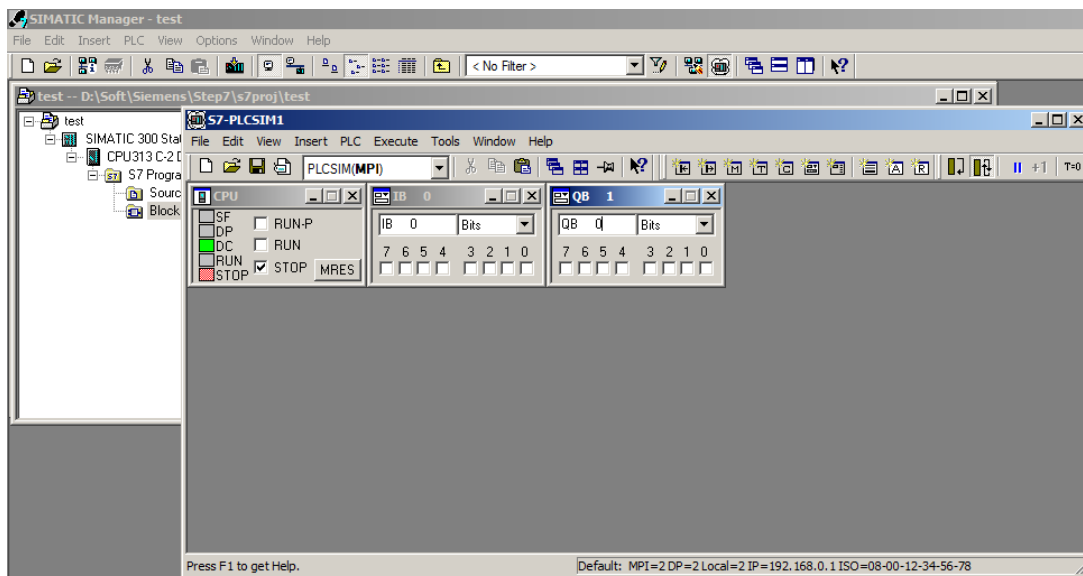 SIMATIC Manager - test
File Edit Insert PLC View Options Window Help
< No Filter >
test -- D:\Soft\Siemens\Step7\s7proj\test
test
SIMATIC 300 Stat
CPU313 C-2 D
S7 Progra
Sourc
Block
S7-PLCSIM1
File Edit View Insert PLC Execute Tools Window Help
PLCSIM(MPI)
+1 T=0
CPU
SF
DP
DC
RUN
STOP
RUN-P
RUN
STOP
MRES
IB 0
IB 0 Bits
7 6 5 4 3 2 1 0
QB 1
QB 0 Bits
7 6 5 4 3 2 1 0
Press F1 to get Help.
Default: MPI=2 DP=2 Local=2 IP=192.168.0.1 ISO=08-00-12-34-56-78